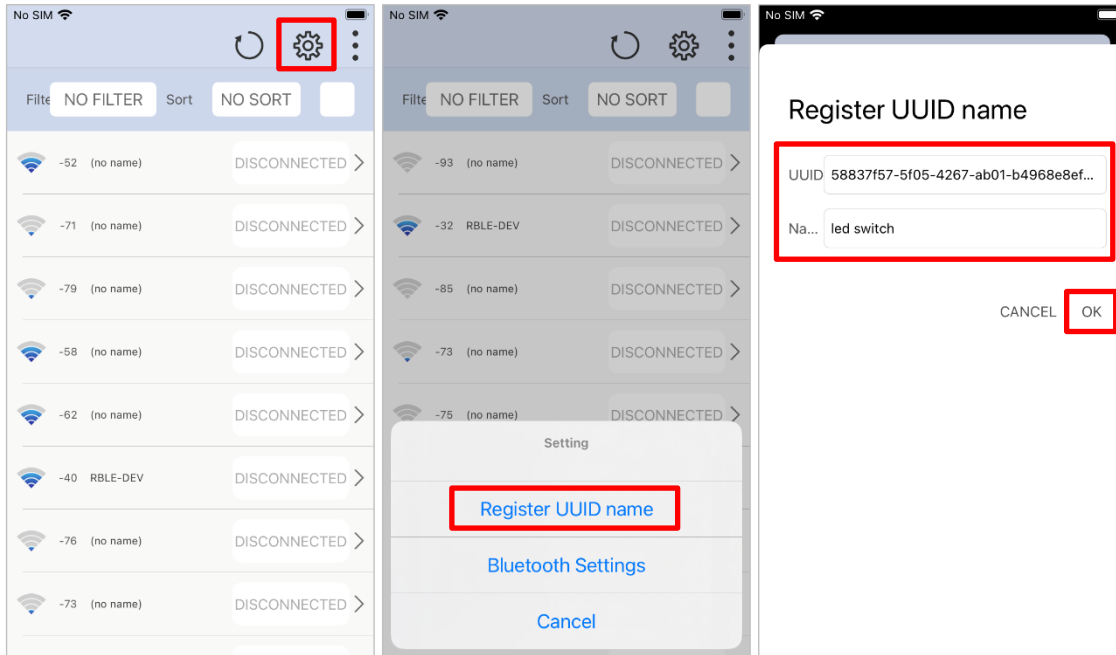 No SIM
Filte NO FILTER Sort NO SORT
-52 (no name) DISCONNECTED
-71 (no name) DISCONNECTED
-79 (no name) DISCONNECTED
-58 (no name) DISCONNECTED
-62 (no name) DISCONNECTED
-40 RBLE-DEV DISCONNECTED
-76 (no name) DISCONNECTED
-73 (no name) DISCONNECTED
No SIM
Filte NO FILTER Sort NO SORT
-93 (no name) DISCONNECTED
-32 RBLE-DEV DISCONNECTED
-85 (no name) DISCONNECTED
-73 (no name) DISCONNECTED
-75 (no name) DISCONNECTED
Setting
Register UUID name
Bluetooth Settings
Cancel
No SIM
Register UUID name
UUID 58837f57-5f05-4267-ab01-b4968e8ef...
Na... led switch
CANCEL OK